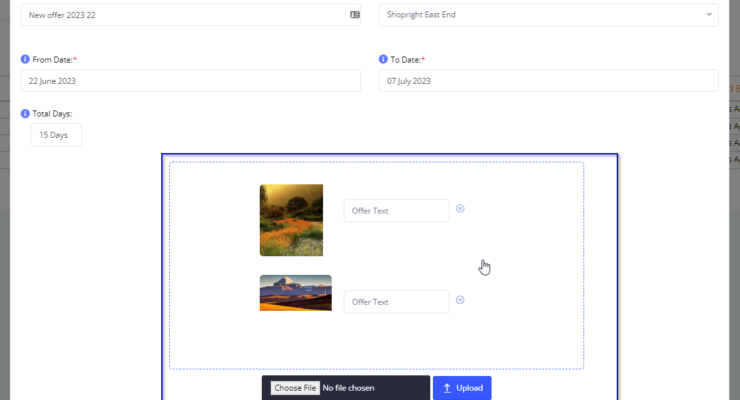 New offer 2023 22
Shopright East End
From Date:*
To Date:*
22 June 2023
07 July 2023
Total Days:
15 Days
Offer Text
Offer Text
Choose File No file chosen
Upload